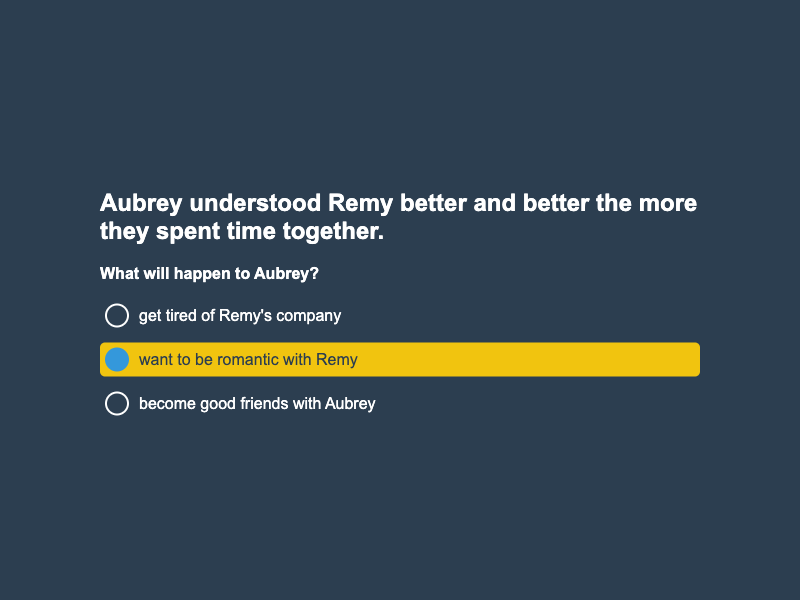 Aubrey understood Remy better and better the more
they spent time together.
What will happen to Aubrey?
get tired of Remy's company
want to be romantic with Remy
become good friends with Aubrey